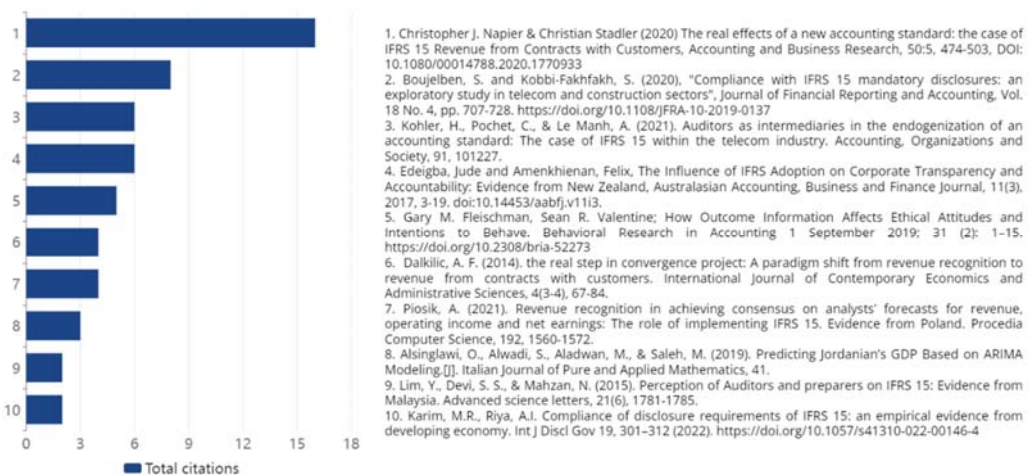 1
2
3
4
5
6
7
8
9
10
0
3
6
9
12
15
18
Total citations
1. Christopher J. Napier & Christian Stadler (2020) The real effects of a new accounting standard: the case of
IFRS 15 Revenue from Contracts with Customers, Accounting and Business Research, 50:5, 474-503, DOI:
10.1080/00014788.2020.1770933
2. Boujelben, S. and Kobbi-Fakhfakh, S. (2020), "Compliance with IFRS 15 mandatory disclosures: an
exploratory study in telecom and construction sectors", Journal of Financial Reporting and Accounting, Vol.
18 No. 4, pp. 707-728. https://doi.org/10.1108/JFRA-10-2019-0137
3. Kohler, H., Pochet, C., & Le Manh, A. (2021). Auditors as intermediaries in the endogenization of an
accounting standard: The case of IFRS 15 within the telecom industry. Accounting, Organizations and
Society, 91, 101227.
4. Edeigba, Jude and Amenkhienan, Felix, The Influence of IFRS Adoption on Corporate Transparency and
Accountability: Evidence from New Zealand, Australasian Accounting, Business and Finance Journal, 11(3),
2017, 3-19. doi:10.14453/aabfj.v11i3.
5. Gary M. Fleischman, Sean R. Valentine; How Outcome Information Affects Ethical Attitudes and
Intentions to Behave. Behavioral Research in Accounting 1 September 2019; 31 (2): 1–15.
https://doi.org/10.2308/bria-52273
6. Dalkilic, A. F. (2014). the real step in convergence project: A paradigm shift from revenue recognition to
revenue from contracts with customers. International Journal of Contemporary Economics and
Administrative Sciences, 4(3-4), 67-84.
7. Piosik, A. (2021). Revenue recognition in achieving consensus on analysts' forecasts for revenue,
operating income and net earnings: The role of implementing IFRS 15. Evidence from Poland. Procedia
Computer Science, 192, 1560-1572.
8. Alsinglawi, O., Alwadi, S., Aladwan, M., & Saleh, M. (2019). Predicting Jordanian's GDP Based on ARIMA
Modeling.[J]. Italian Journal of Pure and Applied Mathematics, 41.
9. Lim, Y., Devi, S. S., & Mahzan, N. (2015). Perception of Auditors and preparers on IFRS 15: Evidence from
Malaysia. Advanced science letters, 21(6), 1781-1785.
10. Karim, M.R., Riya, A.I. Compliance of disclosure requirements of IFRS 15: an empirical evidence from
developing economy. Int J Discl Gov 19, 301–312 (2022). https://doi.org/10.1057/s41310-022-00146-4